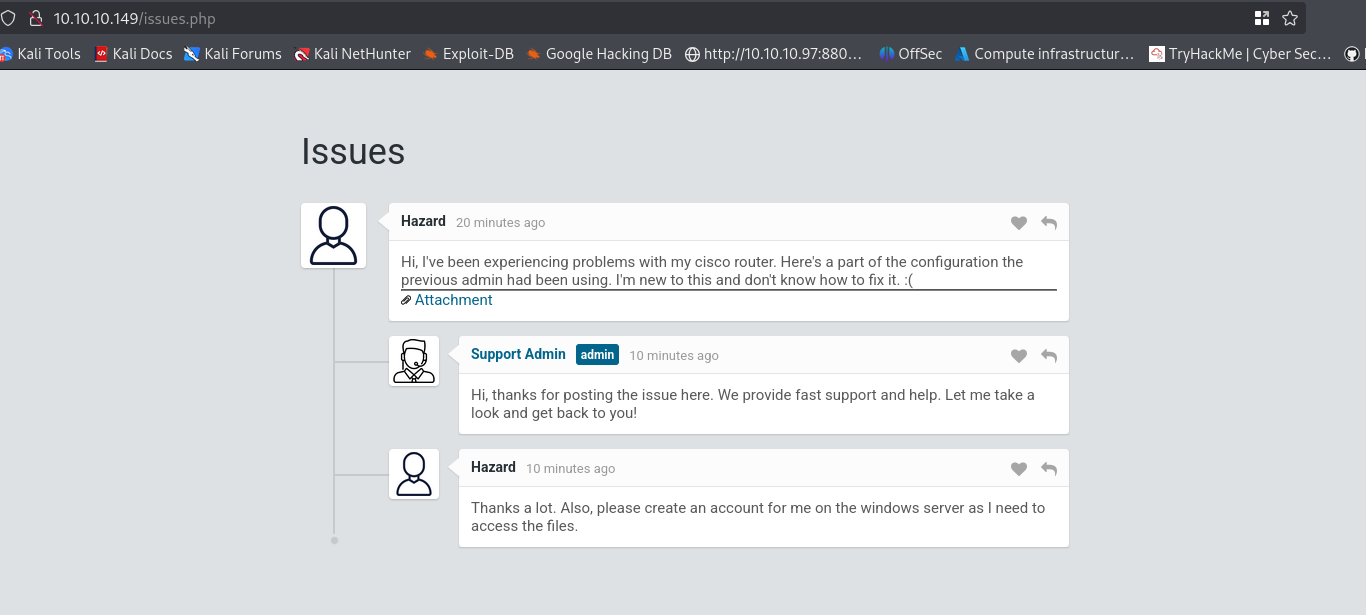 10.10.10.149/issues.php
Kali Tools Kali Docs Kali Forums Kali NetHunter Exploit-DB Google Hacking DB http://10.10.10.97:880… OffSec Compute infrastructur… TryHackMe | Cyber Sec…
Issues
Hazard 20 minutes ago
Hi, I've been experiencing problems with my cisco router. Here's a part of the configuration the
previous admin had been using. I'm new to this and don't know how to fix it. :(
Attachment
Support Admin admin 10 minutes ago
Hi, thanks for posting the issue here. We provide fast support and help. Let me take a
look and get back to you!
Hazard 10 minutes ago
Thanks a lot. Also, please create an account for me on the windows server as I need to
access the files.